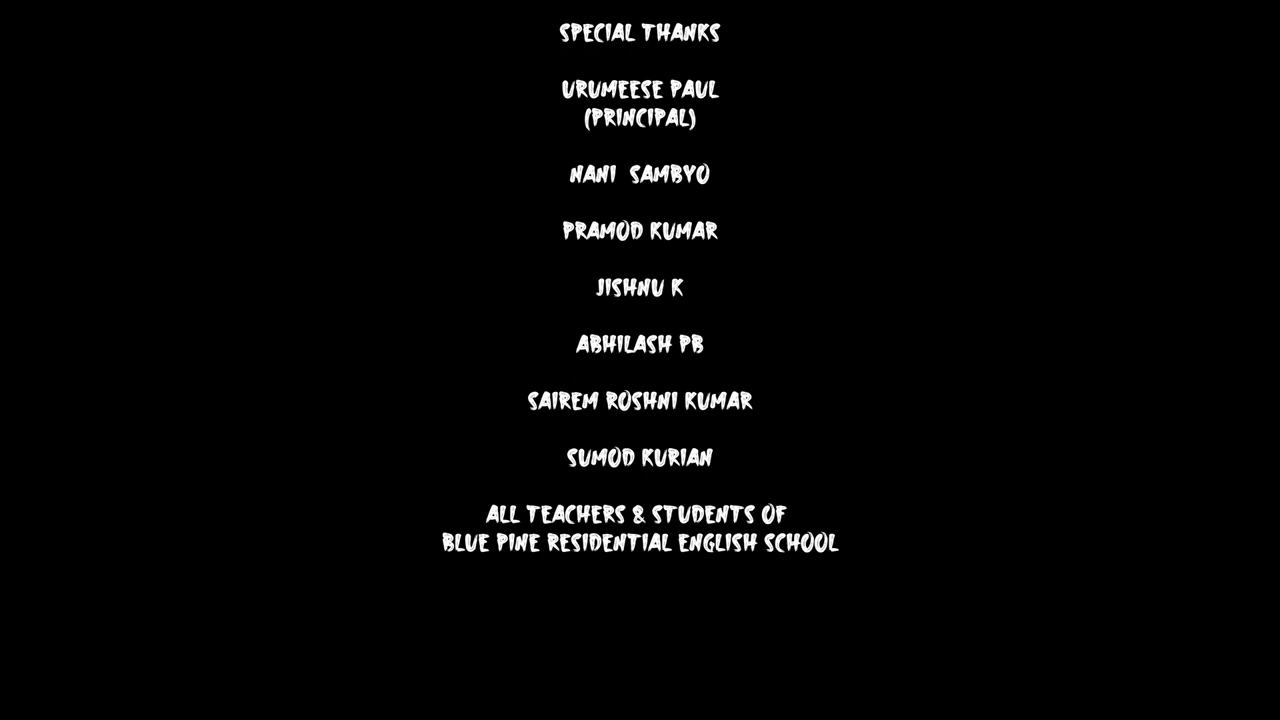 SPECIAL THANKS
URUMEESE PAUL
(PRINCIPAL)
NANI  SAMBYO
PRAMOD KUMAR
JISHNU K
ABHILASH PB
SAIREM ROSHNI KUMAR
SUMOD KURIAN
ALL TEACHERS & STUDENTS OF
BLUE PINE RESIDENTIAL ENGLISH SCHOOL